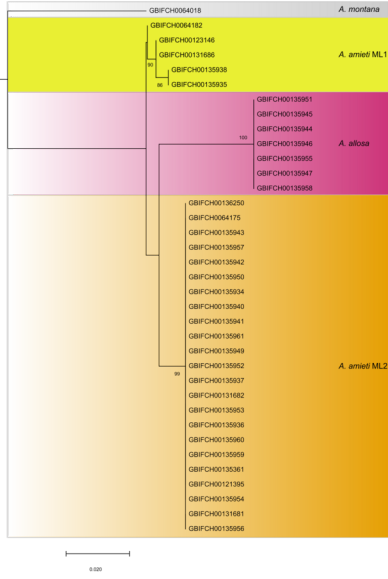 GBIFCH0064018 A. montana
GBIFCH0064182
GBIFCH00123146
GBIFCH00131686 A. amieti ML1
90
GBIFCH00135938
86
GBIFCH00135935
GBIFCH00135951
GBIFCH00135945
GBIFCH00135944
100
GBIFCH00135946 A. allosa
GBIFCH00135955
GBIFCH00135947
GBIFCH00135958
GBIFCH00136250
GBIFCH0064175
GBIFCH00135943
GBIFCH00135957
GBIFCH00135942
GBIFCH00135950
GBIFCH00135934
GBIFCH00135940
GBIFCH00135941
GBIFCH00135961
GBIFCH00135949
GBIFCH00135952 A. amieti ML2
99
GBIFCH00135937
GBIFCH00131682
GBIFCH00135953
GBIFCH00135936
GBIFCH00135960
GBIFCH00135959
GBIFCH00135361
GBIFCH00121395
GBIFCH00135954
GBIFCH00131681
GBIFCH00135956
0.020